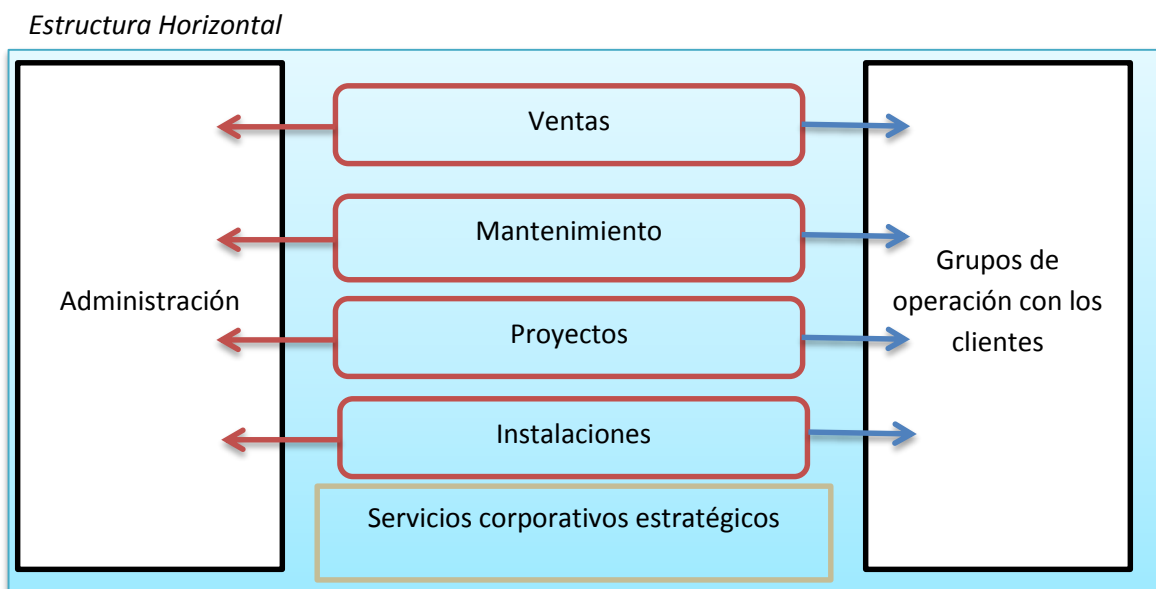 Estructura Horizontal
Ventas
Mantenimiento
Administración
Proyectos
Instalaciones
Servicios corporativos estratégicos
Grupos de
operación con los
clientes